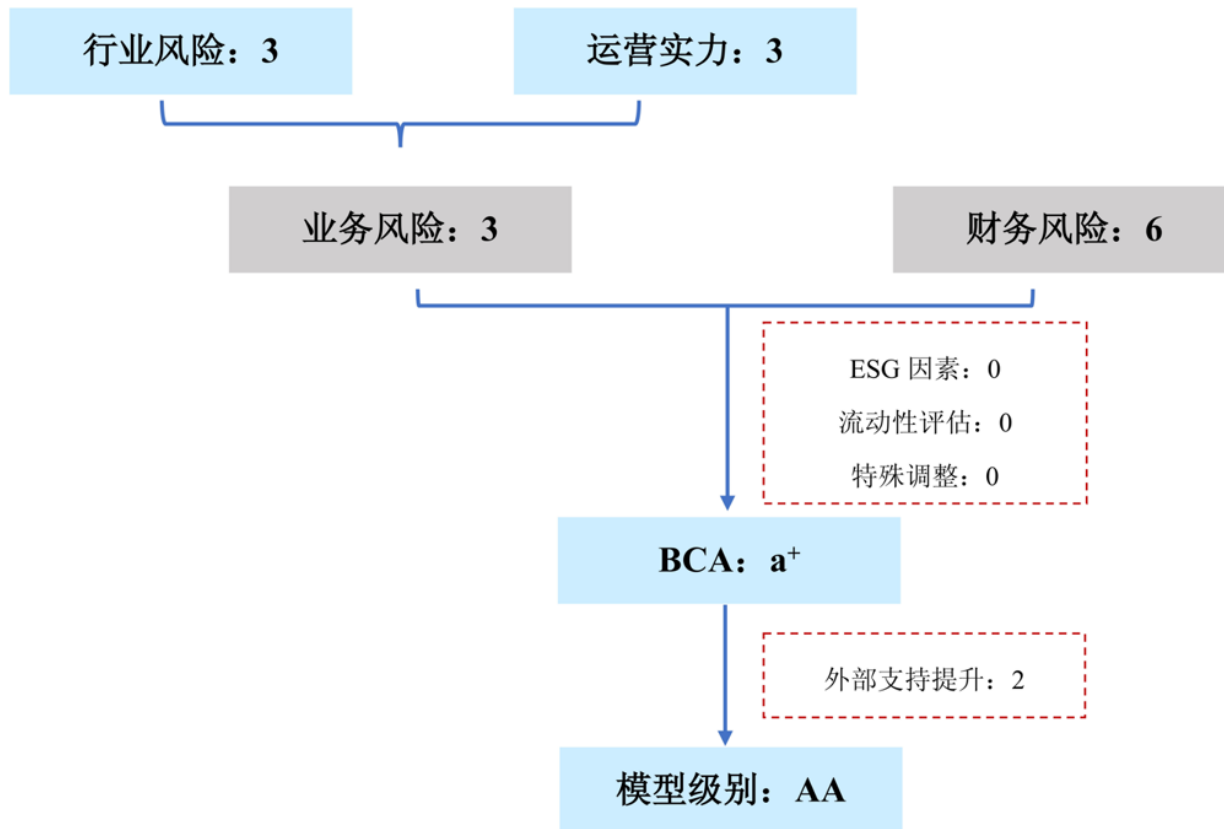 行业风险：3
运营实力：3
业务风险：3
财务风险：6
ESG 因素：0
流动性评估：0
特殊调整：0
BCA：a⁺
外部支持提升：2
模型级别：AA